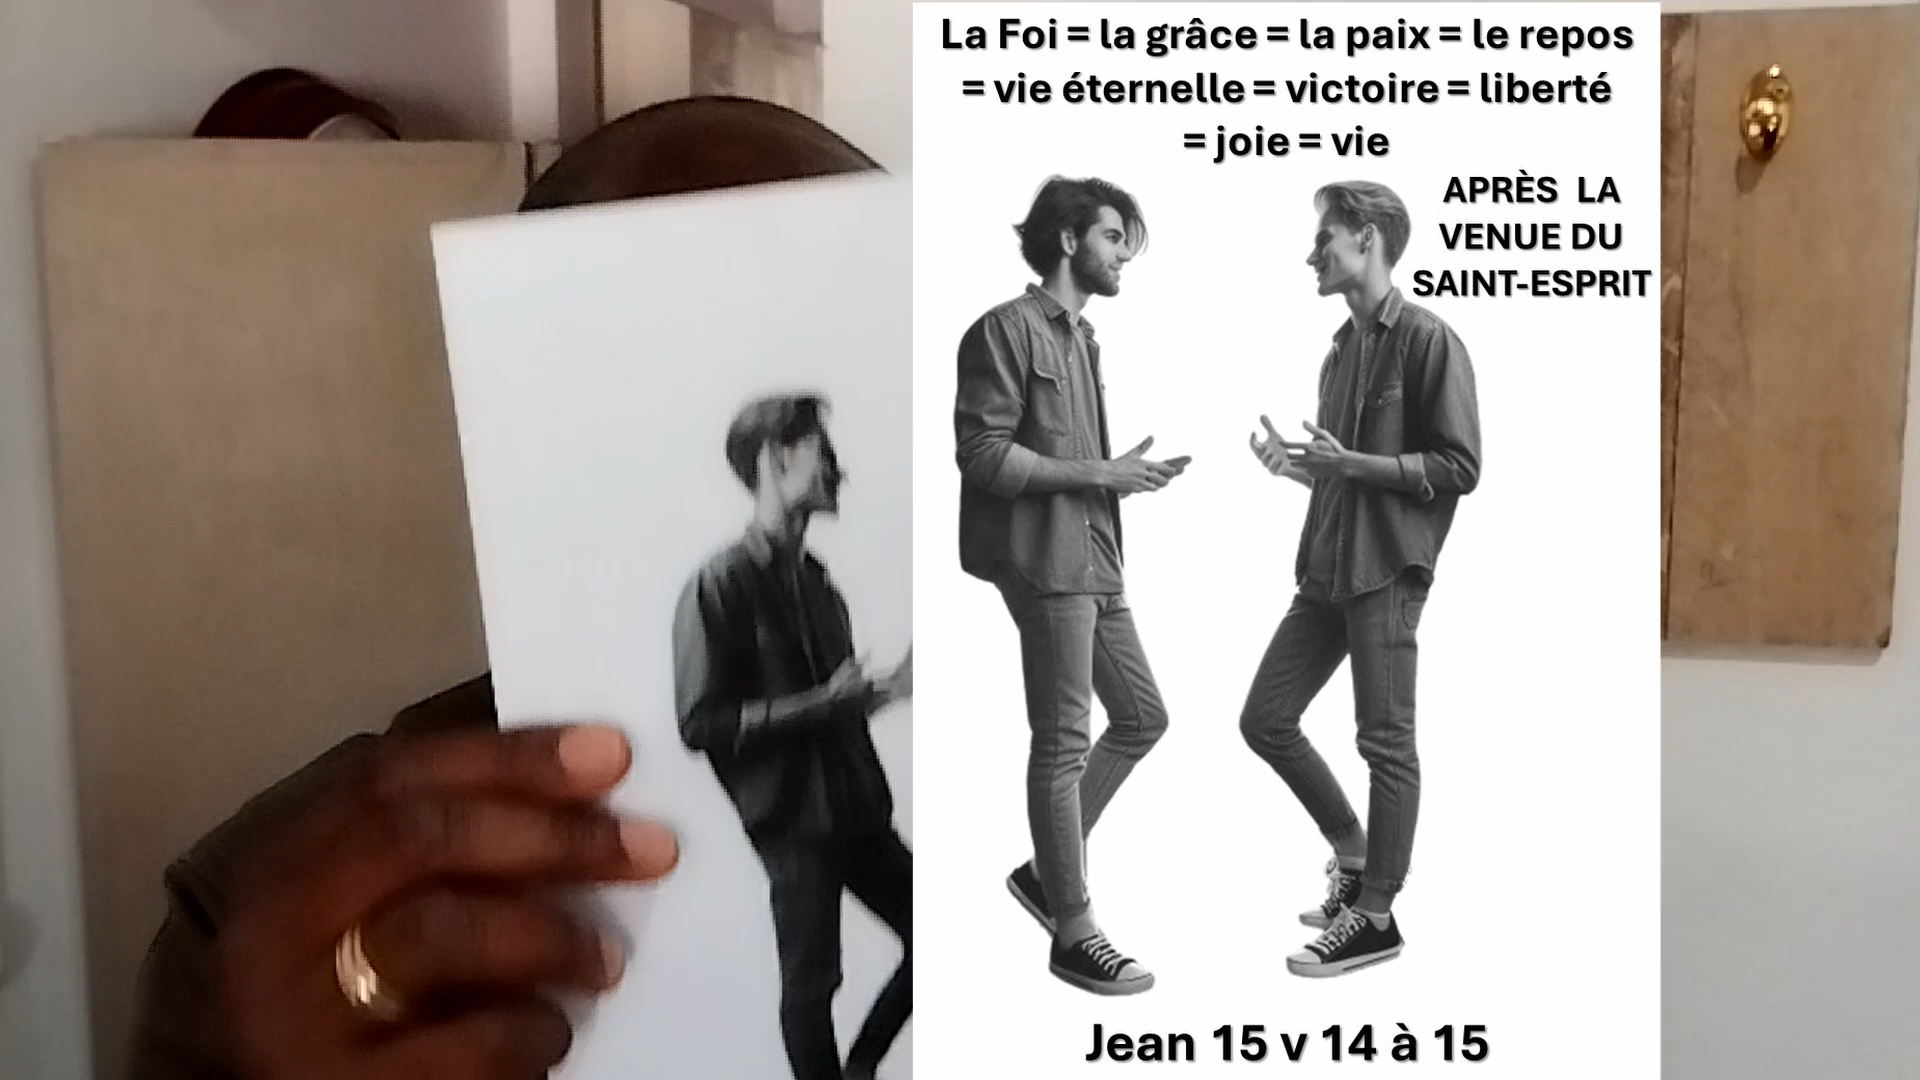 La Foi = la grâce = la paix = le repos
= vie éternelle = victoire = liberté
= joie = vie
APRÈS LA
VENUE DU
SAINT-ESPRIT
Jean 15 v 14 à 15